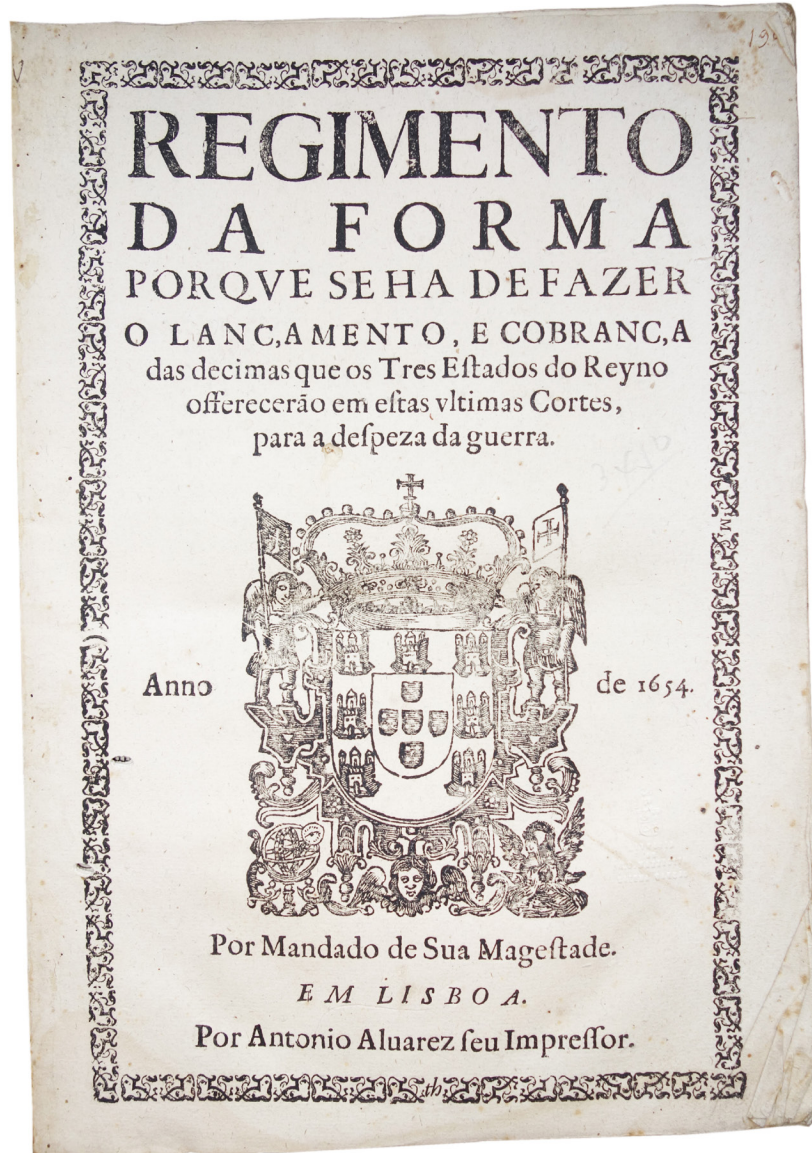 REGIMENTO
DA FORMA
PORQVE SE HA DE FAZER
O LANC,AMENTO, E COBRANC,A
das decimas que os Tres Eſtados do Reyno
offerecerão em eſtas vltimas Cortes,
para a deſpeza da guerra.
Anno de 1654.
Por Mandado de Sua Mageſtade.
EM LISBOA.
Por Antonio Aluarez ſeu Impreſſor.